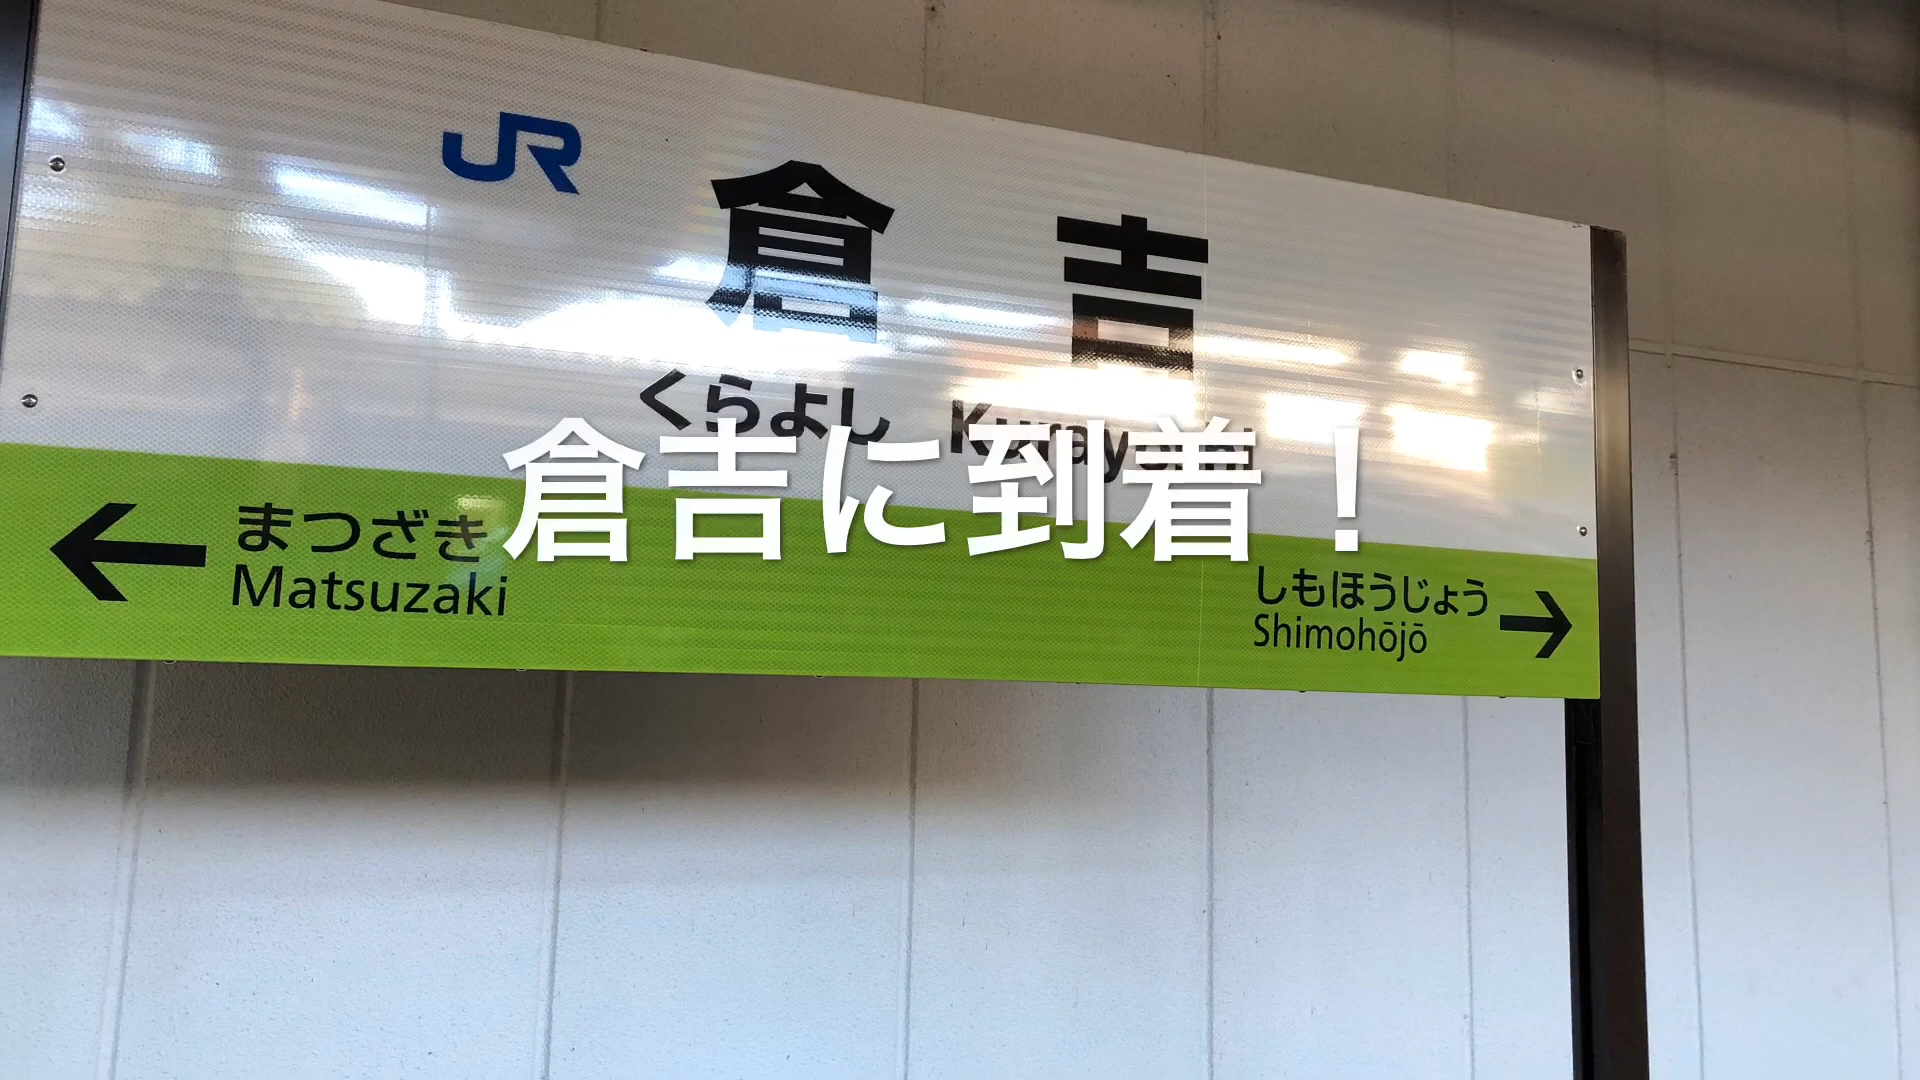 JR
倉吉
くらよし Kurayoshi
倉吉に到着！
まつざき
Matsuzaki
しもほうじょう
Shimohōjō